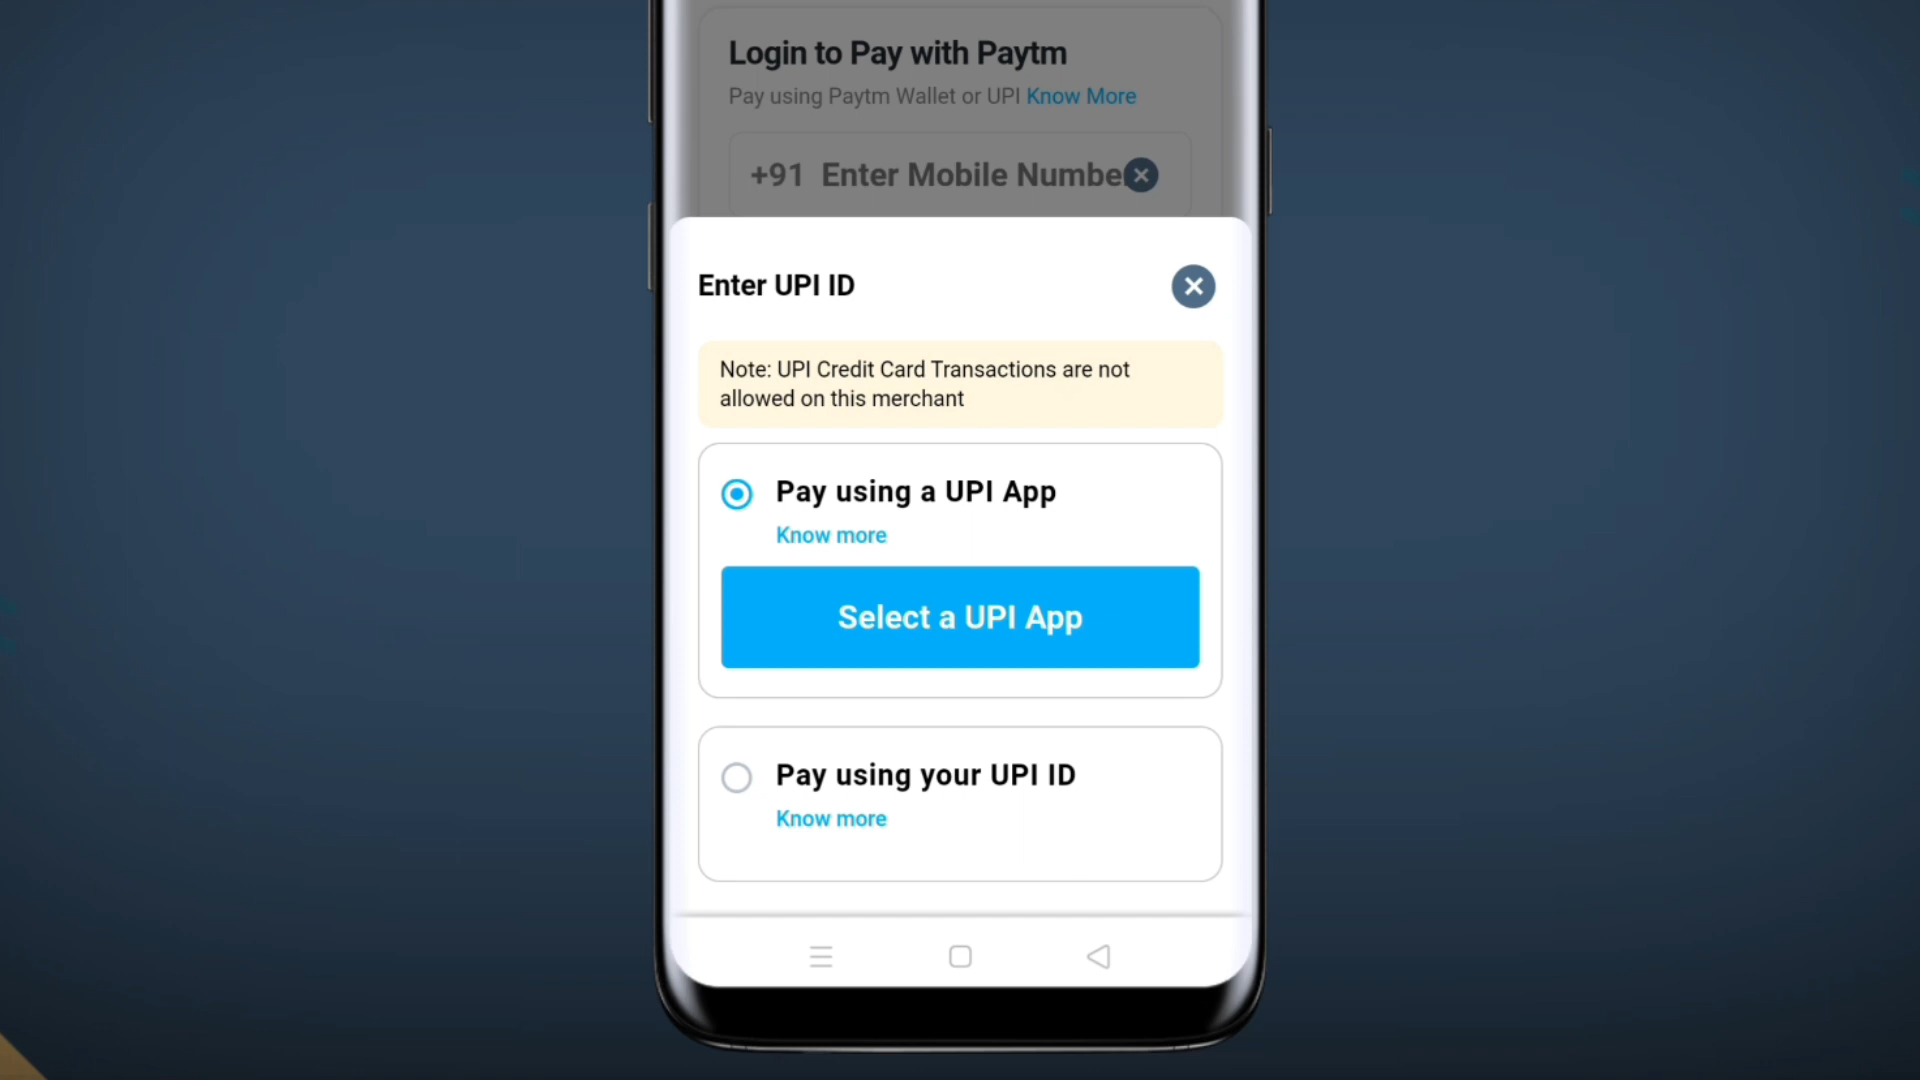 Login to Pay with Paytm
Pay using Paytm Wallet or UPI Know More
+91 Enter Mobile Number
Enter UPI ID
Note: UPI Credit Card Transactions are not
allowed on this merchant
Pay using a UPI App
Know more
Select a UPI App
Pay using your UPI ID
Know more